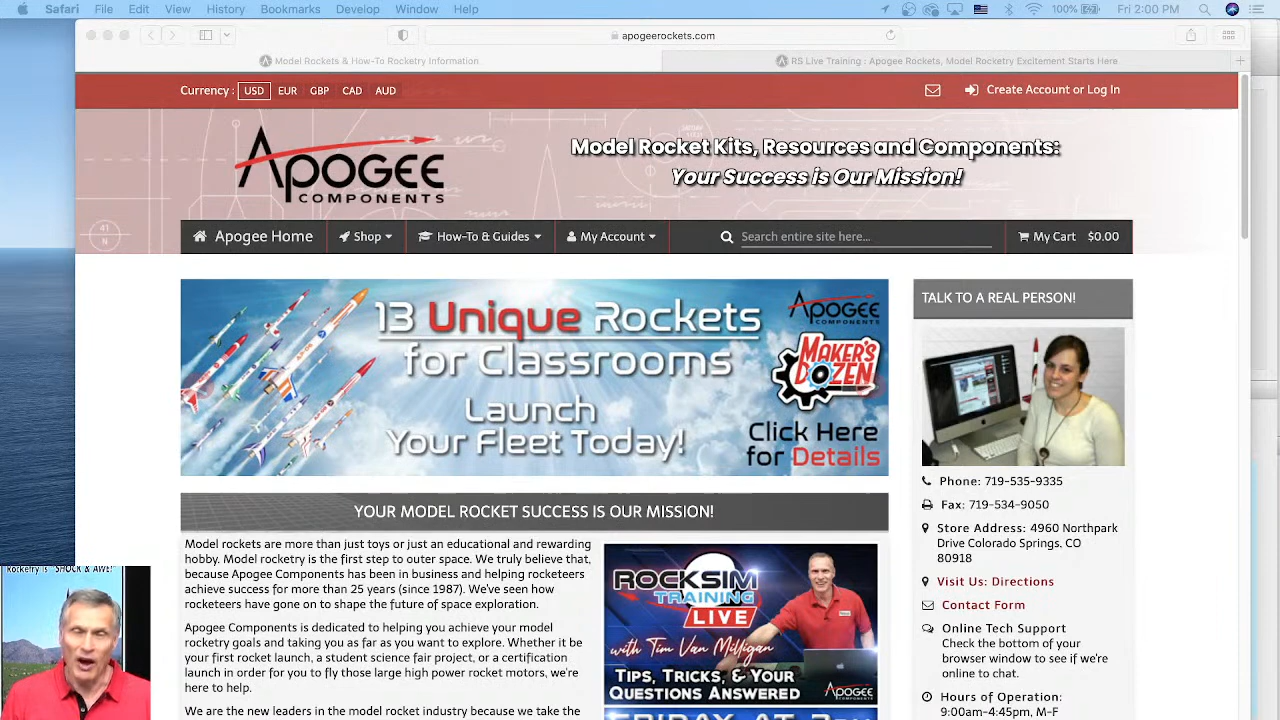 Safari File Edit View History Bookmarks Develop Window Help 100% Fri 2:00 PM
apogeerockets.com
Model Rockets & How-To Rocketry Information
RS Live Training : Apogee Rockets, Model Rocketry Excitement Starts Here
Currency : USD EUR GBP CAD AUD
Create Account or Log In
APOGEE
COMPONENTS
Model Rocket Kits, Resources and Components:
Your Success is Our Mission!
41
N
Apogee Home Shop How-To & Guides My Account Search entire site here... My Cart $0.00
13 Unique Rockets
for Classrooms
Launch
Your Fleet Today!
APOGEE
COMPONENTS
MAKER'S
DOZEN
Click Here
for Details
TALK TO A REAL PERSON!
Phone: 719-535-9335
Fax: 719-534-9050
Store Address: 4960 Northpark
Drive Colorado Springs, CO
80918
Visit Us: Directions
Contact Form
Online Tech Support
Check the bottom of your
browser window to see if we're
online to chat.
Hours of Operation:
9:00am-4:45pm, M-F
YOUR MODEL ROCKET SUCCESS IS OUR MISSION!
Model rockets are more than just toys or just an educational and rewarding
hobby. Model rocketry is the first step to outer space. We truly believe that,
because Apogee Components has been in business and helping rocketeers
achieve success for more than 25 years (since 1987). We've seen how
rocketeers have gone on to shape the future of space exploration.
Apogee Components is dedicated to helping you achieve your model
rocketry goals and taking you as far as you want to explore. Whether it be
your first rocket launch, a student science fair project, or a certification
launch in order for you to fly those large high power rocket motors, we're
here to help.
We are the new leaders in the model rocket industry because we take the
ROCKSIM
TRAINING
LIVE
with Tim Van Milligan
TIPS, TRICKS, & YOUR
QUESTIONS ANSWERED
APOGEE
FRIDAY AT
Rocketry is "SHOCK & AWE!"